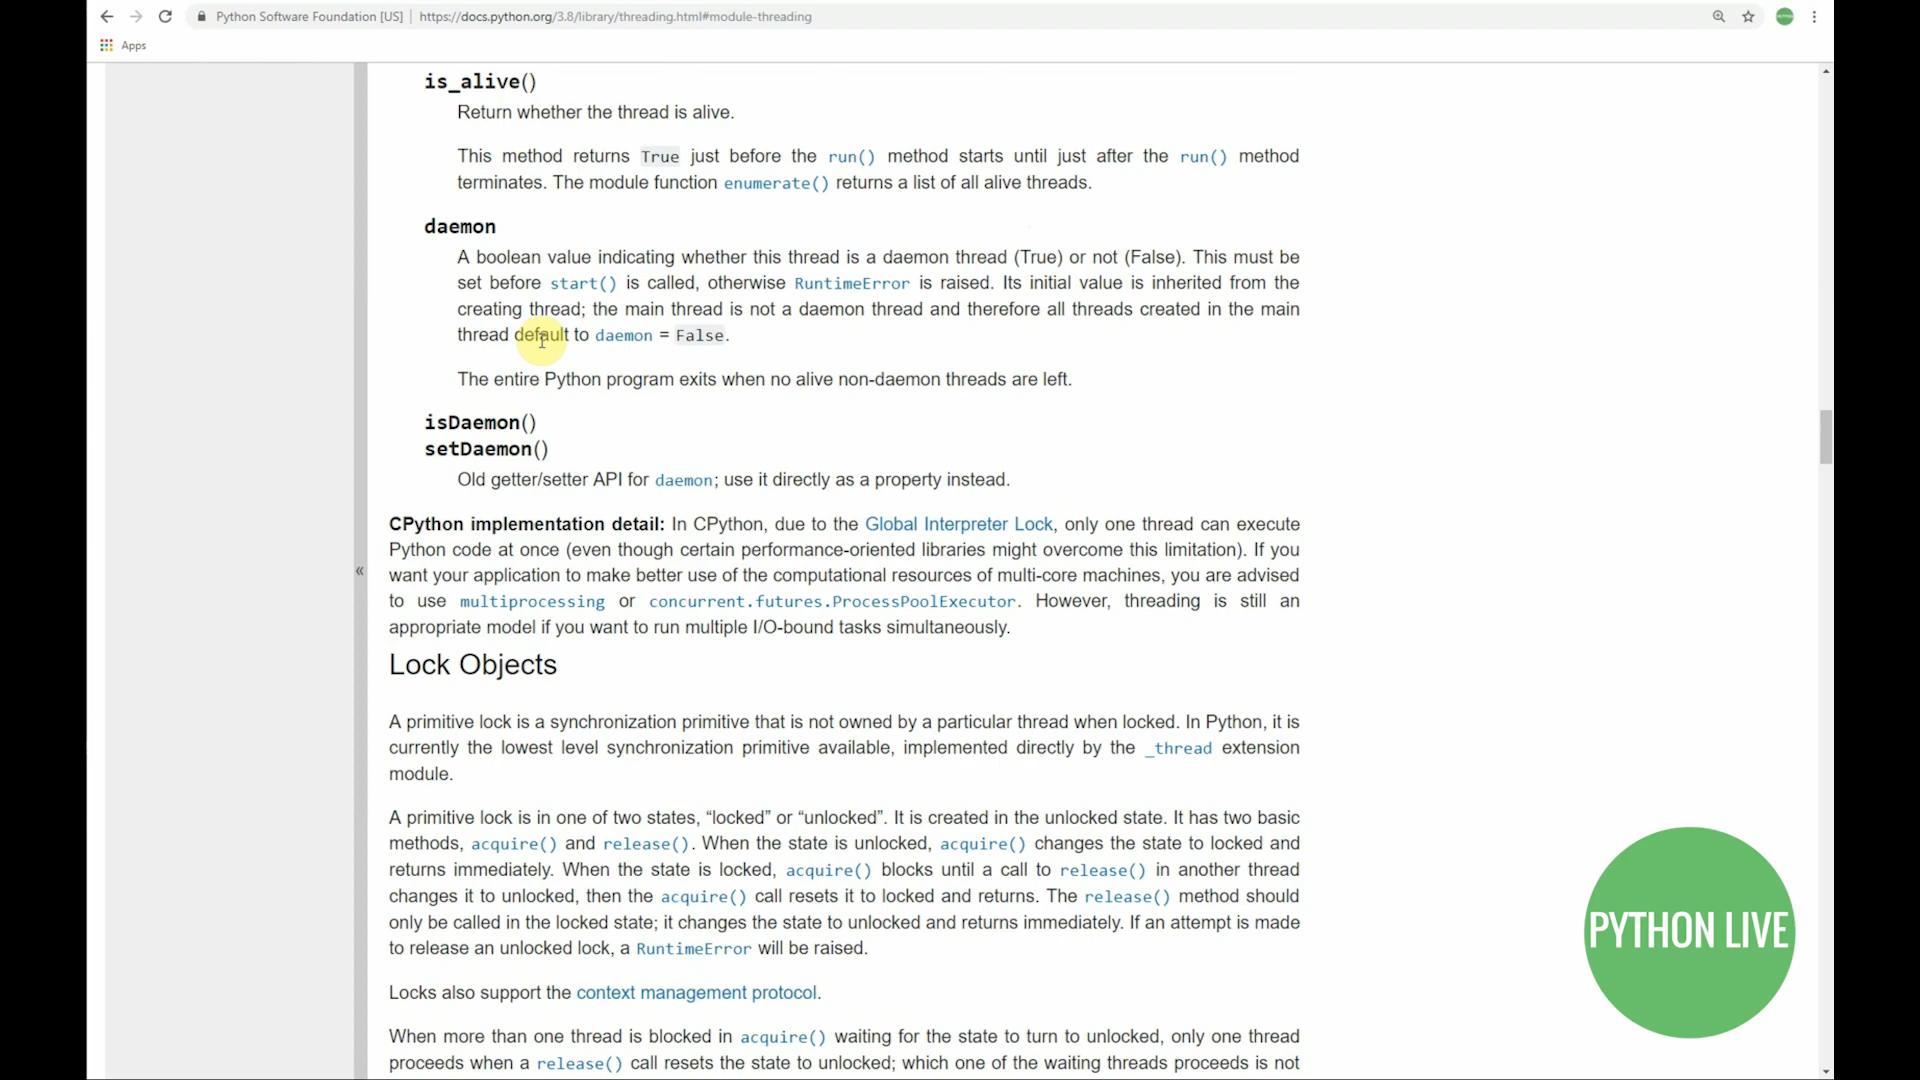 Python Software Foundation [US] | https://docs.python.org/3.8/library/threading.html#module-threading
Apps
is_alive()
Return whether the thread is alive.
This method returns True just before the run() method starts until just after the run() method
terminates. The module function enumerate() returns a list of all alive threads.
daemon
A boolean value indicating whether this thread is a daemon thread (True) or not (False). This must be
set before start() is called, otherwise RuntimeError is raised. Its initial value is inherited from the
creating thread; the main thread is not a daemon thread and therefore all threads created in the main
thread default to daemon = False.
The entire Python program exits when no alive non-daemon threads are left.
isDaemon()
setDaemon()
Old getter/setter API for daemon; use it directly as a property instead.
CPython implementation detail: In CPython, due to the Global Interpreter Lock, only one thread can execute
Python code at once (even though certain performance-oriented libraries might overcome this limitation). If you
want your application to make better use of the computational resources of multi-core machines, you are advised
to use multiprocessing or concurrent.futures.ProcessPoolExecutor. However, threading is still an
appropriate model if you want to run multiple I/O-bound tasks simultaneously.
Lock Objects
A primitive lock is a synchronization primitive that is not owned by a particular thread when locked. In Python, it is
currently the lowest level synchronization primitive available, implemented directly by the _thread extension
module.
A primitive lock is in one of two states, “locked” or “unlocked”. It is created in the unlocked state. It has two basic
methods, acquire() and release(). When the state is unlocked, acquire() changes the state to locked and
returns immediately. When the state is locked, acquire() blocks until a call to release() in another thread
changes it to unlocked, then the acquire() call resets it to locked and returns. The release() method should
only be called in the locked state; it changes the state to unlocked and returns immediately. If an attempt is made
to release an unlocked lock, a RuntimeError will be raised.
Locks also support the context management protocol.
When more than one thread is blocked in acquire() waiting for the state to turn to unlocked, only one thread
proceeds when a release() call resets the state to unlocked; which one of the waiting threads proceeds is not
PYTHON LIVE